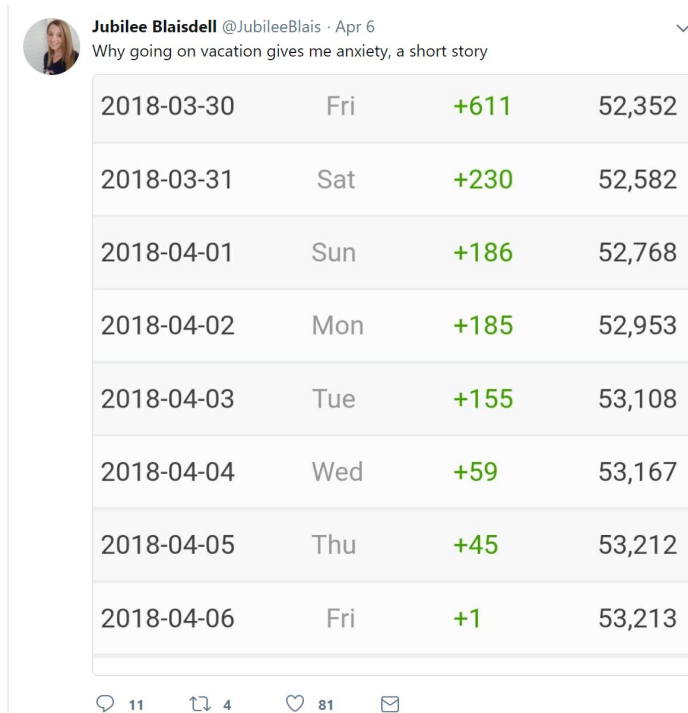 Jubilee Blaisdell @JubileeBlais · Apr 6
Why going on vacation gives me anxiety, a short story
2018-03-30 Fri +611 52,352
2018-03-31 Sat +230 52,582
2018-04-01 Sun +186 52,768
2018-04-02 Mon +185 52,953
2018-04-03 Tue +155 53,108
2018-04-04 Wed +59 53,167
2018-04-05 Thu +45 53,212
2018-04-06 Fri +1 53,213
11 4 81